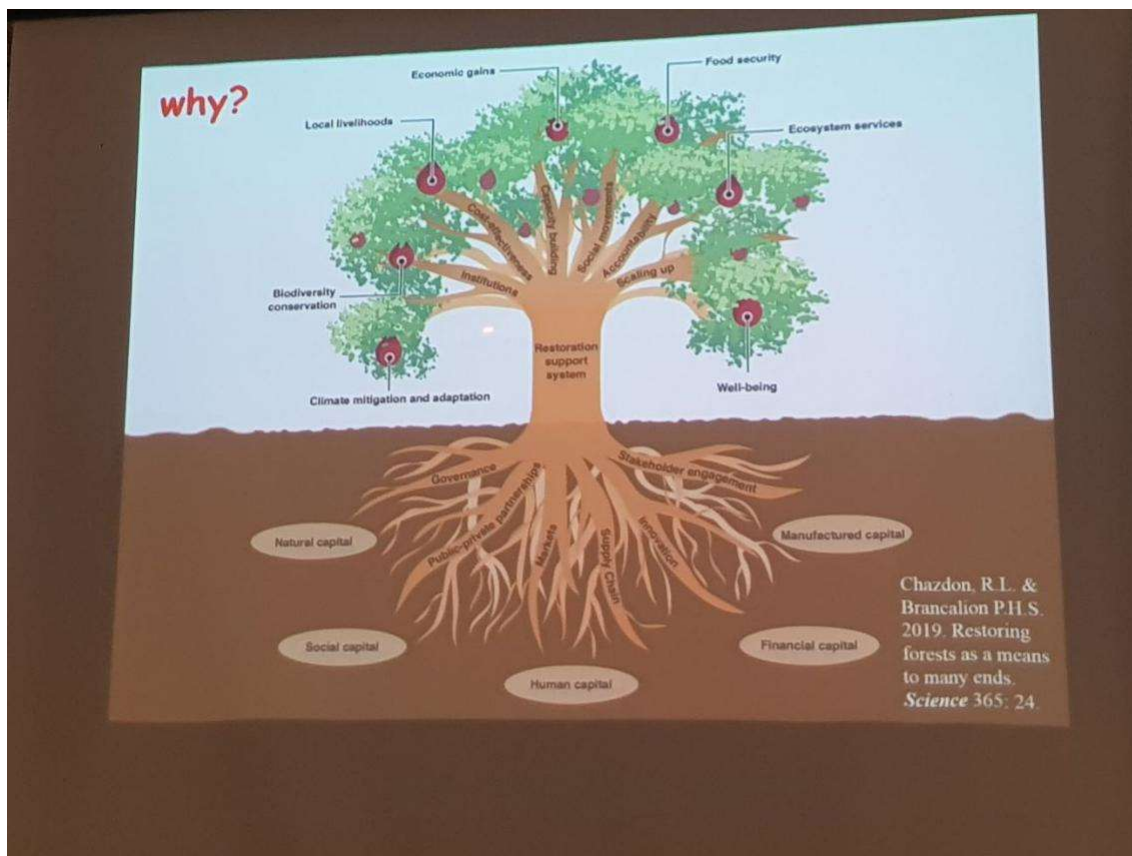 why?
Economic gains
Food security
Local livelihoods
Ecosystem services
Cost-effectiveness
Capacity building
Social movements
Accountability
Institutions
Scaling up
Biodiversity
conservation
Restoration
support
system
Climate mitigation and adaptation
Well-being
Governance
Public-private partnerships
Markets
Supply Chain
Innovation
Stakeholder engagement
Natural capital
Manufactured capital
Social capital
Human capital
Financial capital
Chazdon, R.L. &
Brancalion P.H.S.
2019. Restoring
forests as a means
to many ends.
Science 365: 24.